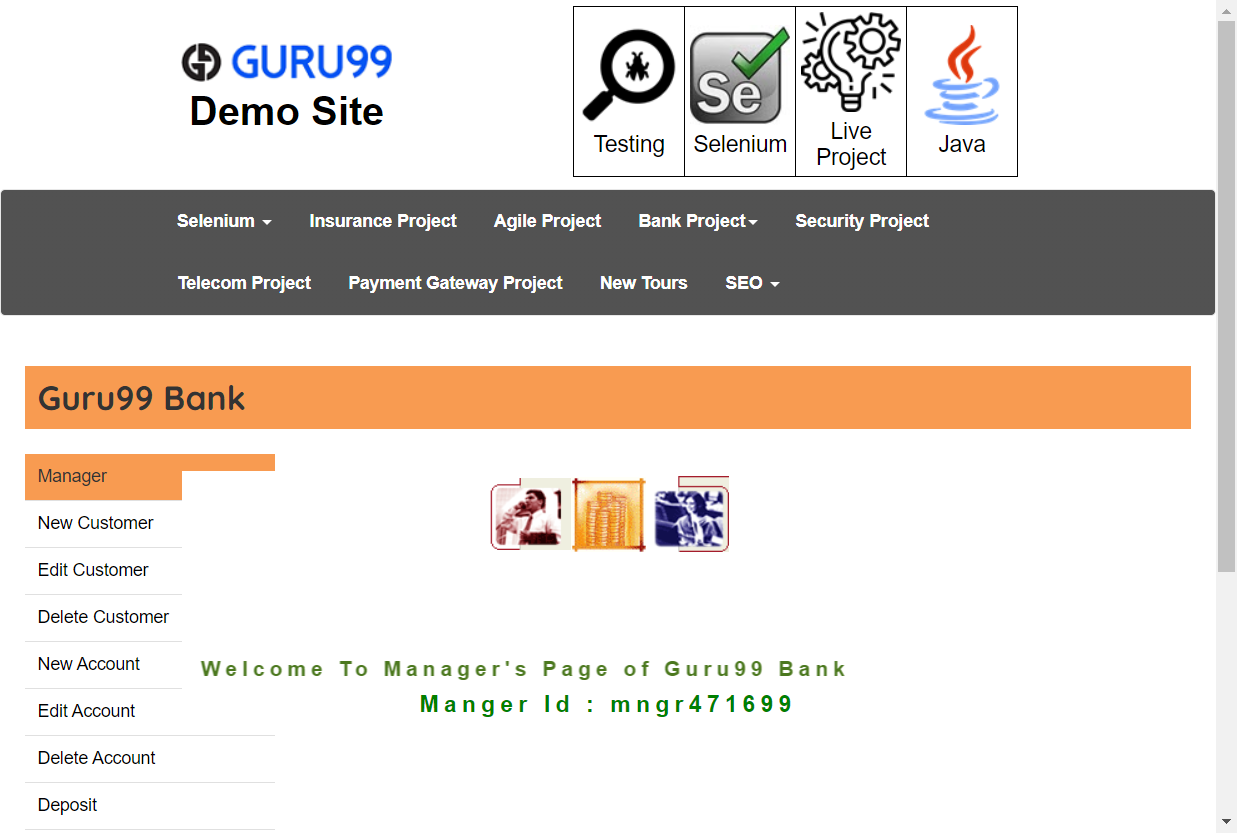 GURU99
Demo Site
Se
Testing
Selenium
Live
Project
Java
Selenium
Insurance Project
Agile Project
Bank Project
Security Project
Telecom Project
Payment Gateway Project
New Tours
SEO
Guru99 Bank
Manager
New Customer
Edit Customer
Delete Customer
New Account
Edit Account
Delete Account
Deposit
Welcome To Manager's Page of Guru99 Bank
Manger Id : mngr471699